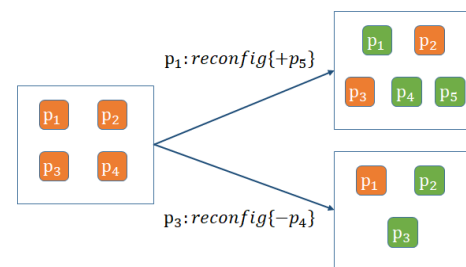 p₁ p₂
p₃ p₄
p₁:reconfig{+p₅}
p₁ p₂
p₃ p₄ p₅
p₃:reconfig{−p₄}
p₁ p₂
p₃